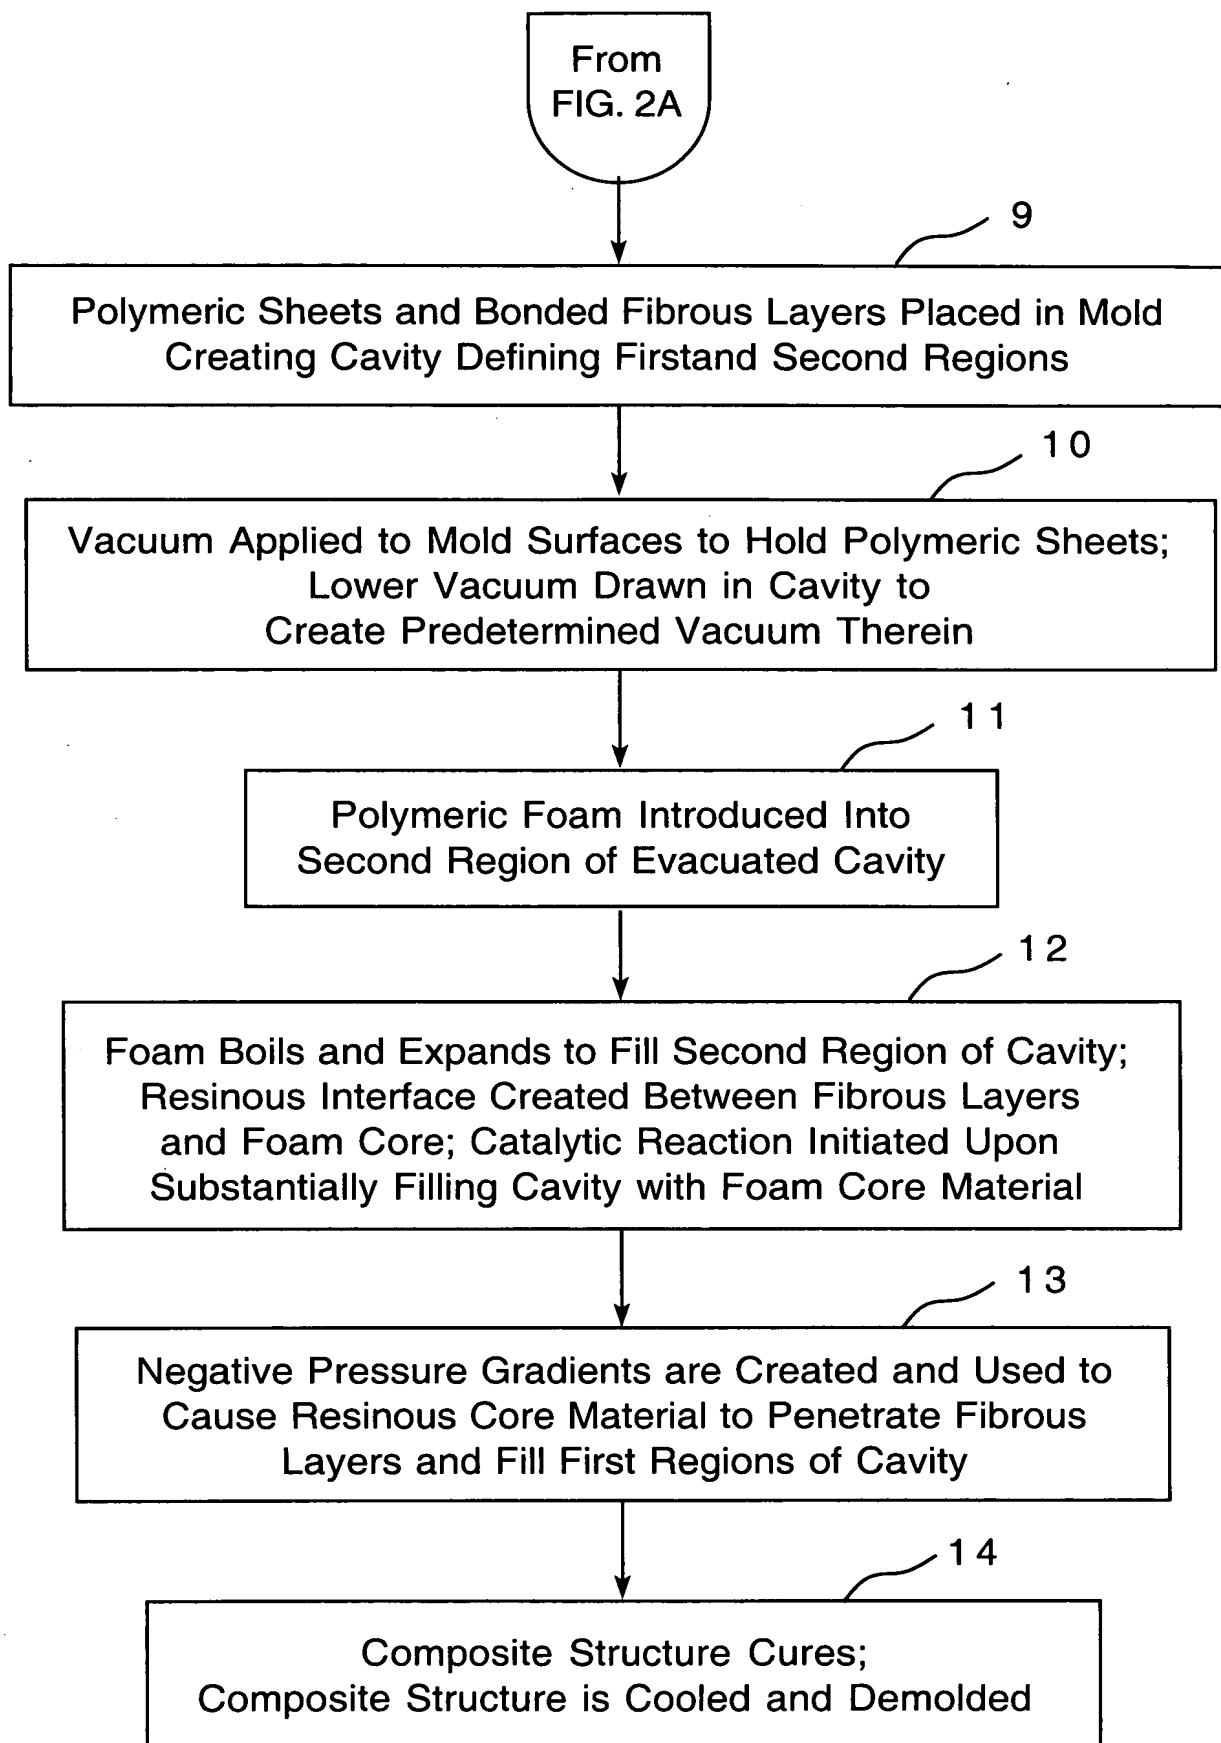 From
FIG. 2A
9
Polymeric Sheets and Bonded Fibrous Layers Placed in Mold
Creating Cavity Defining Firstand Second Regions
10
Vacuum Applied to Mold Surfaces to Hold Polymeric Sheets;
Lower Vacuum Drawn in Cavity to
Create Predetermined Vacuum Therein
11
Polymeric Foam Introduced Into
Second Region of Evacuated Cavity
12
Foam Boils and Expands to Fill Second Region of Cavity;
Resinous Interface Created Between Fibrous Layers
and Foam Core; Catalytic Reaction Initiated Upon
Substantially Filling Cavity with Foam Core Material
13
Negative Pressure Gradients are Created and Used to
Cause Resinous Core Material to Penetrate Fibrous
Layers and Fill First Regions of Cavity
14
Composite Structure Cures;
Composite Structure is Cooled and Demolded